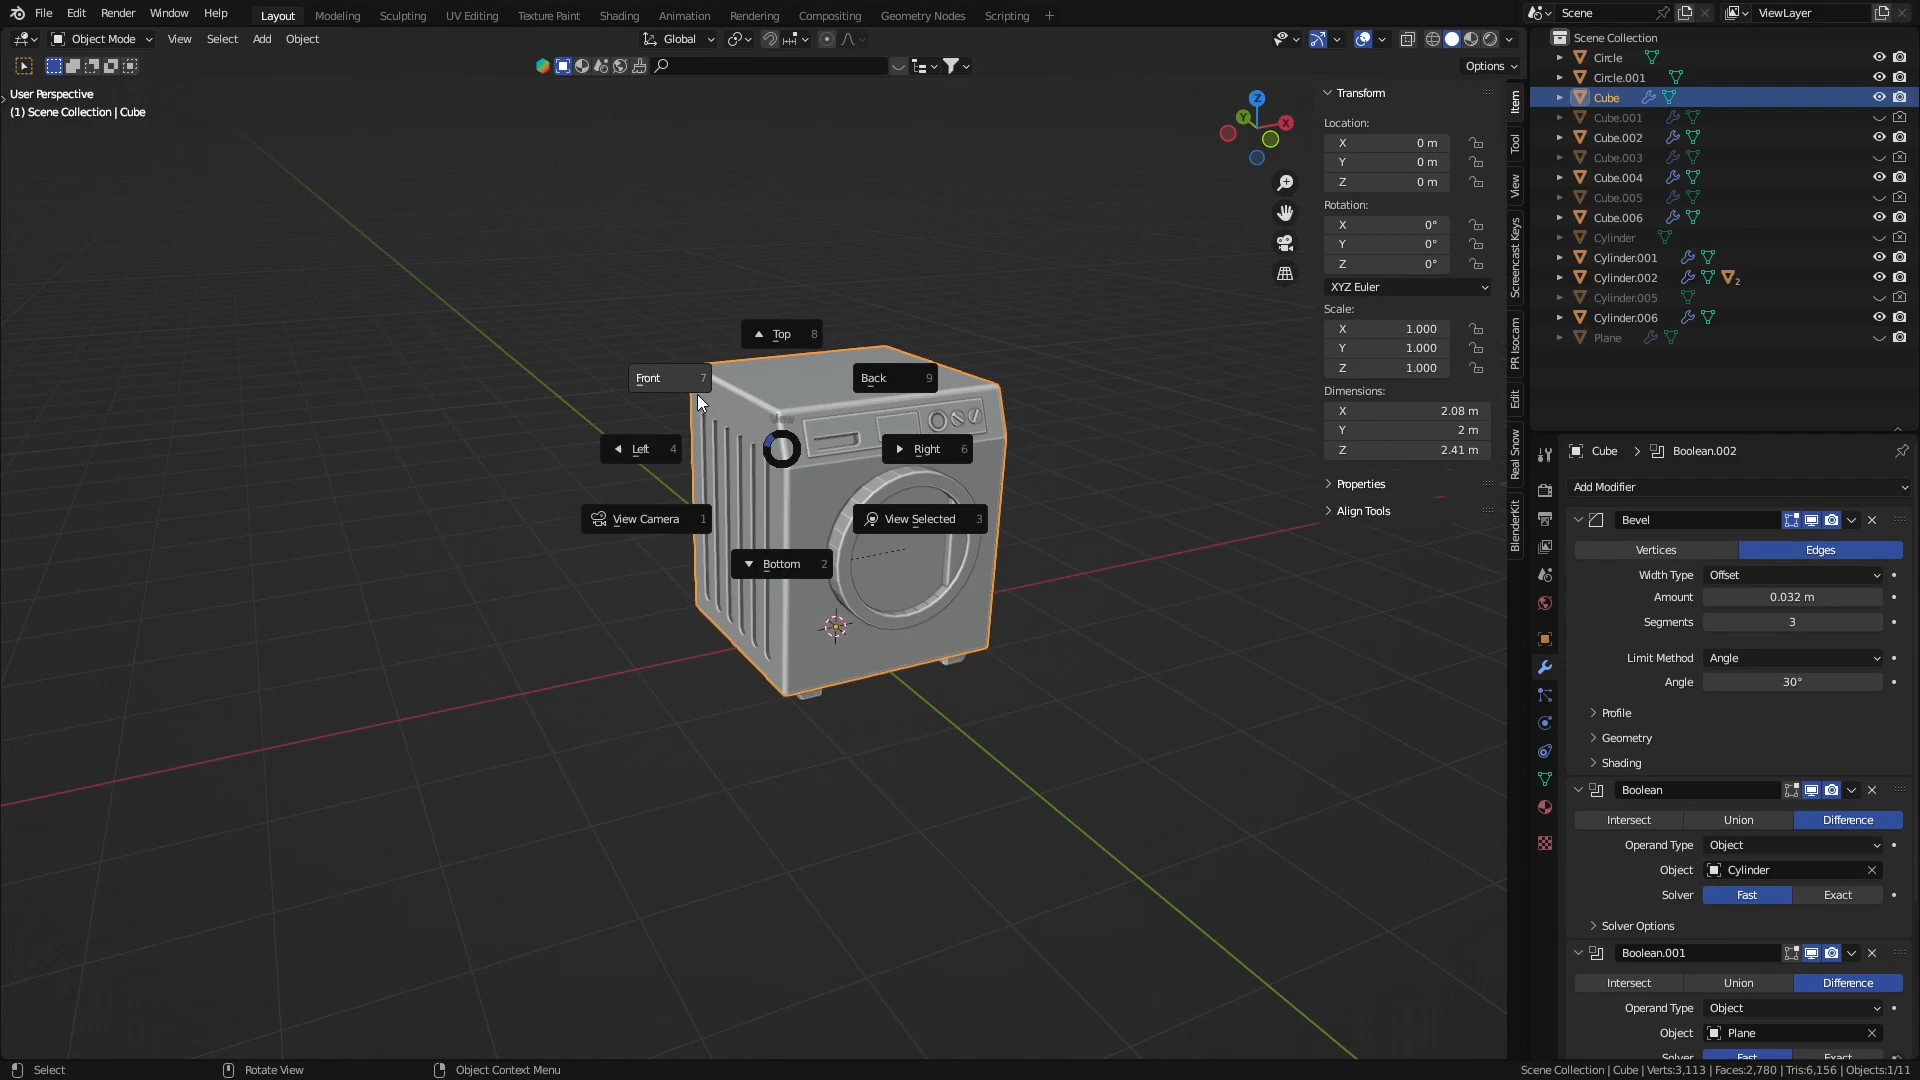 File Edit Render Window Help Layout Modeling Sculpting UV Editing Texture Paint Shading Animation Rendering Compositing Geometry Nodes Scripting Scene ViewLayer
Object Mode View Select Add Object Global
Options
User Perspective
(1) Scene Collection | Cube
Z
Y
X
Top 8
Front 7
Back 9
Left 4
Right 6
View Camera 1
View Selected 3
Bottom 2
Transform
Location:
X 0 m
Y 0 m
Z 0 m
Rotation:
X 0°
Y 0°
Z 0°
XYZ Euler
Scale:
X 1.000
Y 1.000
Z 1.000
Dimensions:
X 2.08 m
Y 2 m
Z 2.41 m
Properties
Align Tools
Item
Tool
View
Screencast Keys
PR Isocam
Edit
Real Snow
BlenderKit
Scene Collection
Circle
Circle.001
Cube
Cube.001
Cube.002
Cube.003
Cube.004
Cube.005
Cube.006
Cylinder
Cylinder.001
Cylinder.002 2
Cylinder.005
Cylinder.006
Plane
Cube Boolean.002
Add Modifier
Bevel
Vertices Edges
Width Type Offset
Amount 0.032 m
Segments 3
Limit Method Angle
Angle 30°
Profile
Geometry
Shading
Boolean
Intersect Union Difference
Operand Type Object
Object Cylinder
Solver Fast Exact
Solver Options
Boolean.001
Intersect Union Difference
Operand Type Object
Object Plane
Solver Fast Exact
Select Rotate View Object Context Menu Scene Collection | Cube | Verts:3,113 | Faces:2,780 | Tris:6,156 | Objects:1/11